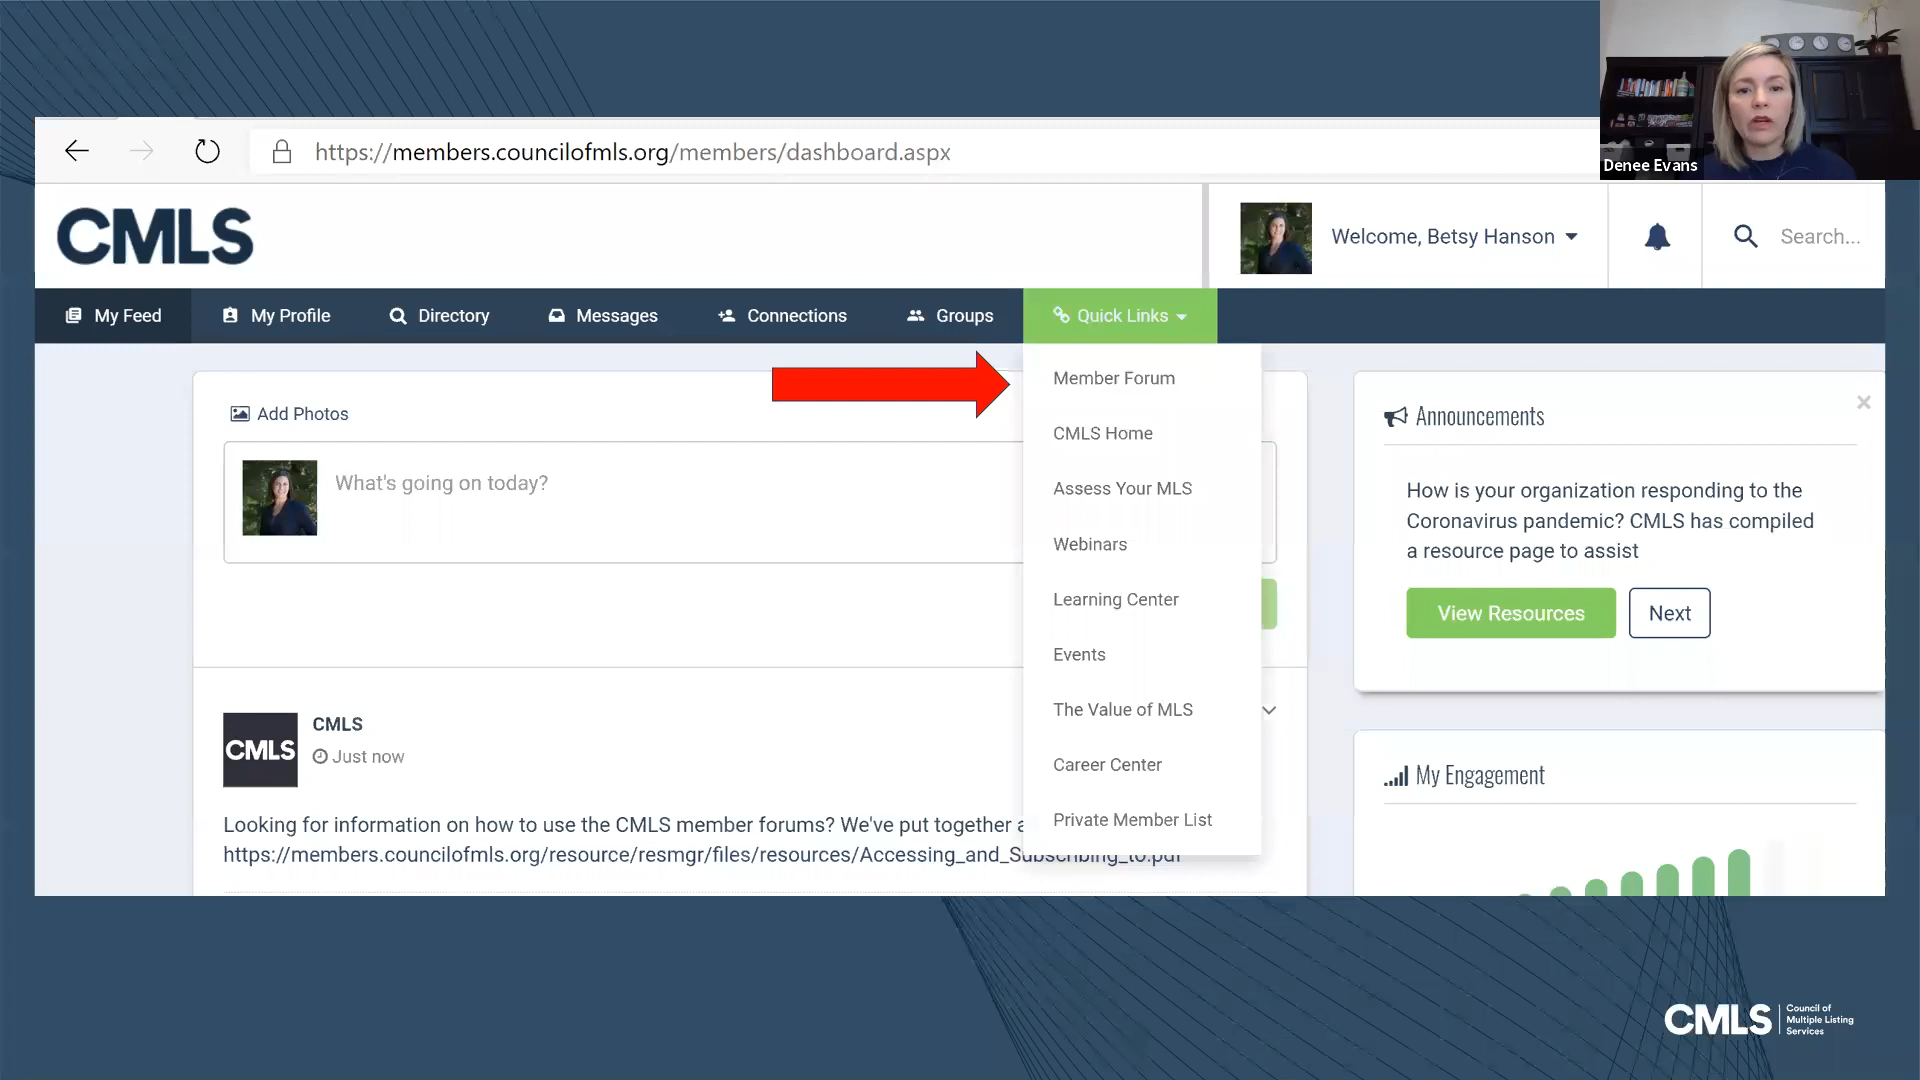 Denee Evans
https://members.councilofmls.org/members/dashboard.aspx
CMLS
Welcome, Betsy Hanson
Search...
My Feed
My Profile
Directory
Messages
Connections
Groups
Quick Links
Member Forum
CMLS Home
Assess Your MLS
Webinars
Learning Center
Events
The Value of MLS
Career Center
Private Member List
Add Photos
What's going on today?
CMLS
CMLS
Just now
Looking for information on how to use the CMLS member forums? We've put together
https://members.councilofmls.org/resource/resmgr/files/resources/Accessing_and_Subscribing_to.pdf
Announcements
How is your organization responding to the
Coronavirus pandemic? CMLS has compiled
a resource page to assist
View Resources
Next
My Engagement
CMLS
Council of
Multiple Listing
Services